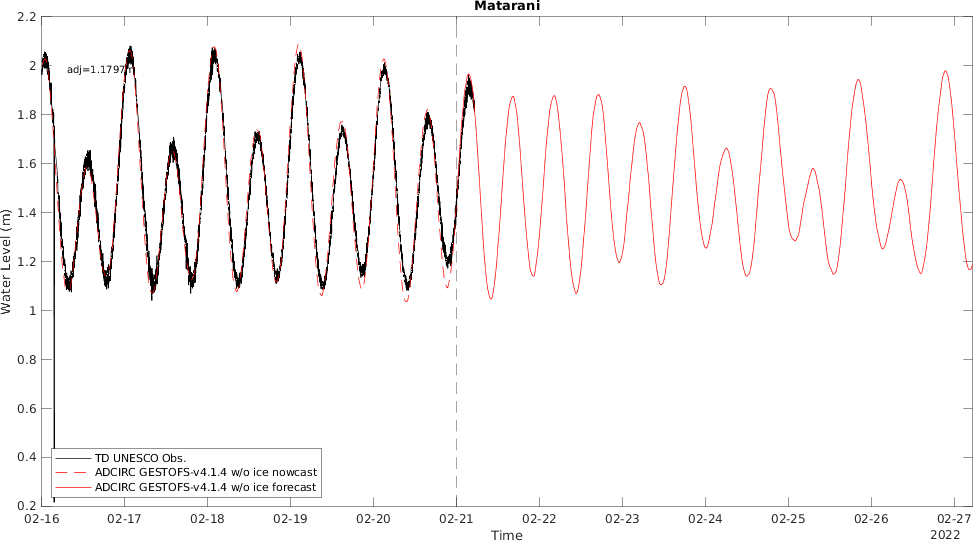 Matarani
2.2
2
1.8
1.6
1.4
1.2
1
0.8
0.6
0.4
0.2
Water Level (m)
adj=1.1797
TD UNESCO Obs.
ADCIRC GESTOFS-v4.1.4 w/o ice nowcast
ADCIRC GESTOFS-v4.1.4 w/o ice forecast
02-16 02-17 02-18 02-19 02-20 02-21 02-22 02-23 02-24 02-25 02-26 02-27
Time
2022